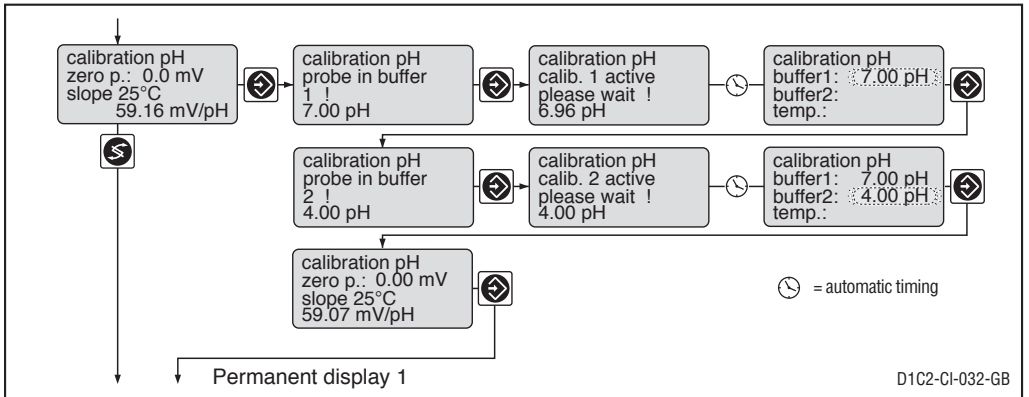 calibration pH
zero p.: 0.0 mV
slope 25°C
59.16 mV/pH
calibration pH
probe in buffer
1 !
7.00 pH
calibration pH
calib. 1 active
please wait !
6.96 pH
calibration pH
buffer1: 7.00 pH
buffer2:
temp.:
calibration pH
probe in buffer
2 !
4.00 pH
calibration pH
calib. 2 active
please wait !
4.00 pH
calibration pH
buffer1: 7.00 pH
buffer2: 4.00 pH
temp.:
calibration pH
zero p.: 0.00 mV
slope 25°C
59.07 mV/pH
= automatic timing
Permanent display 1
D1C2-CI-032-GB